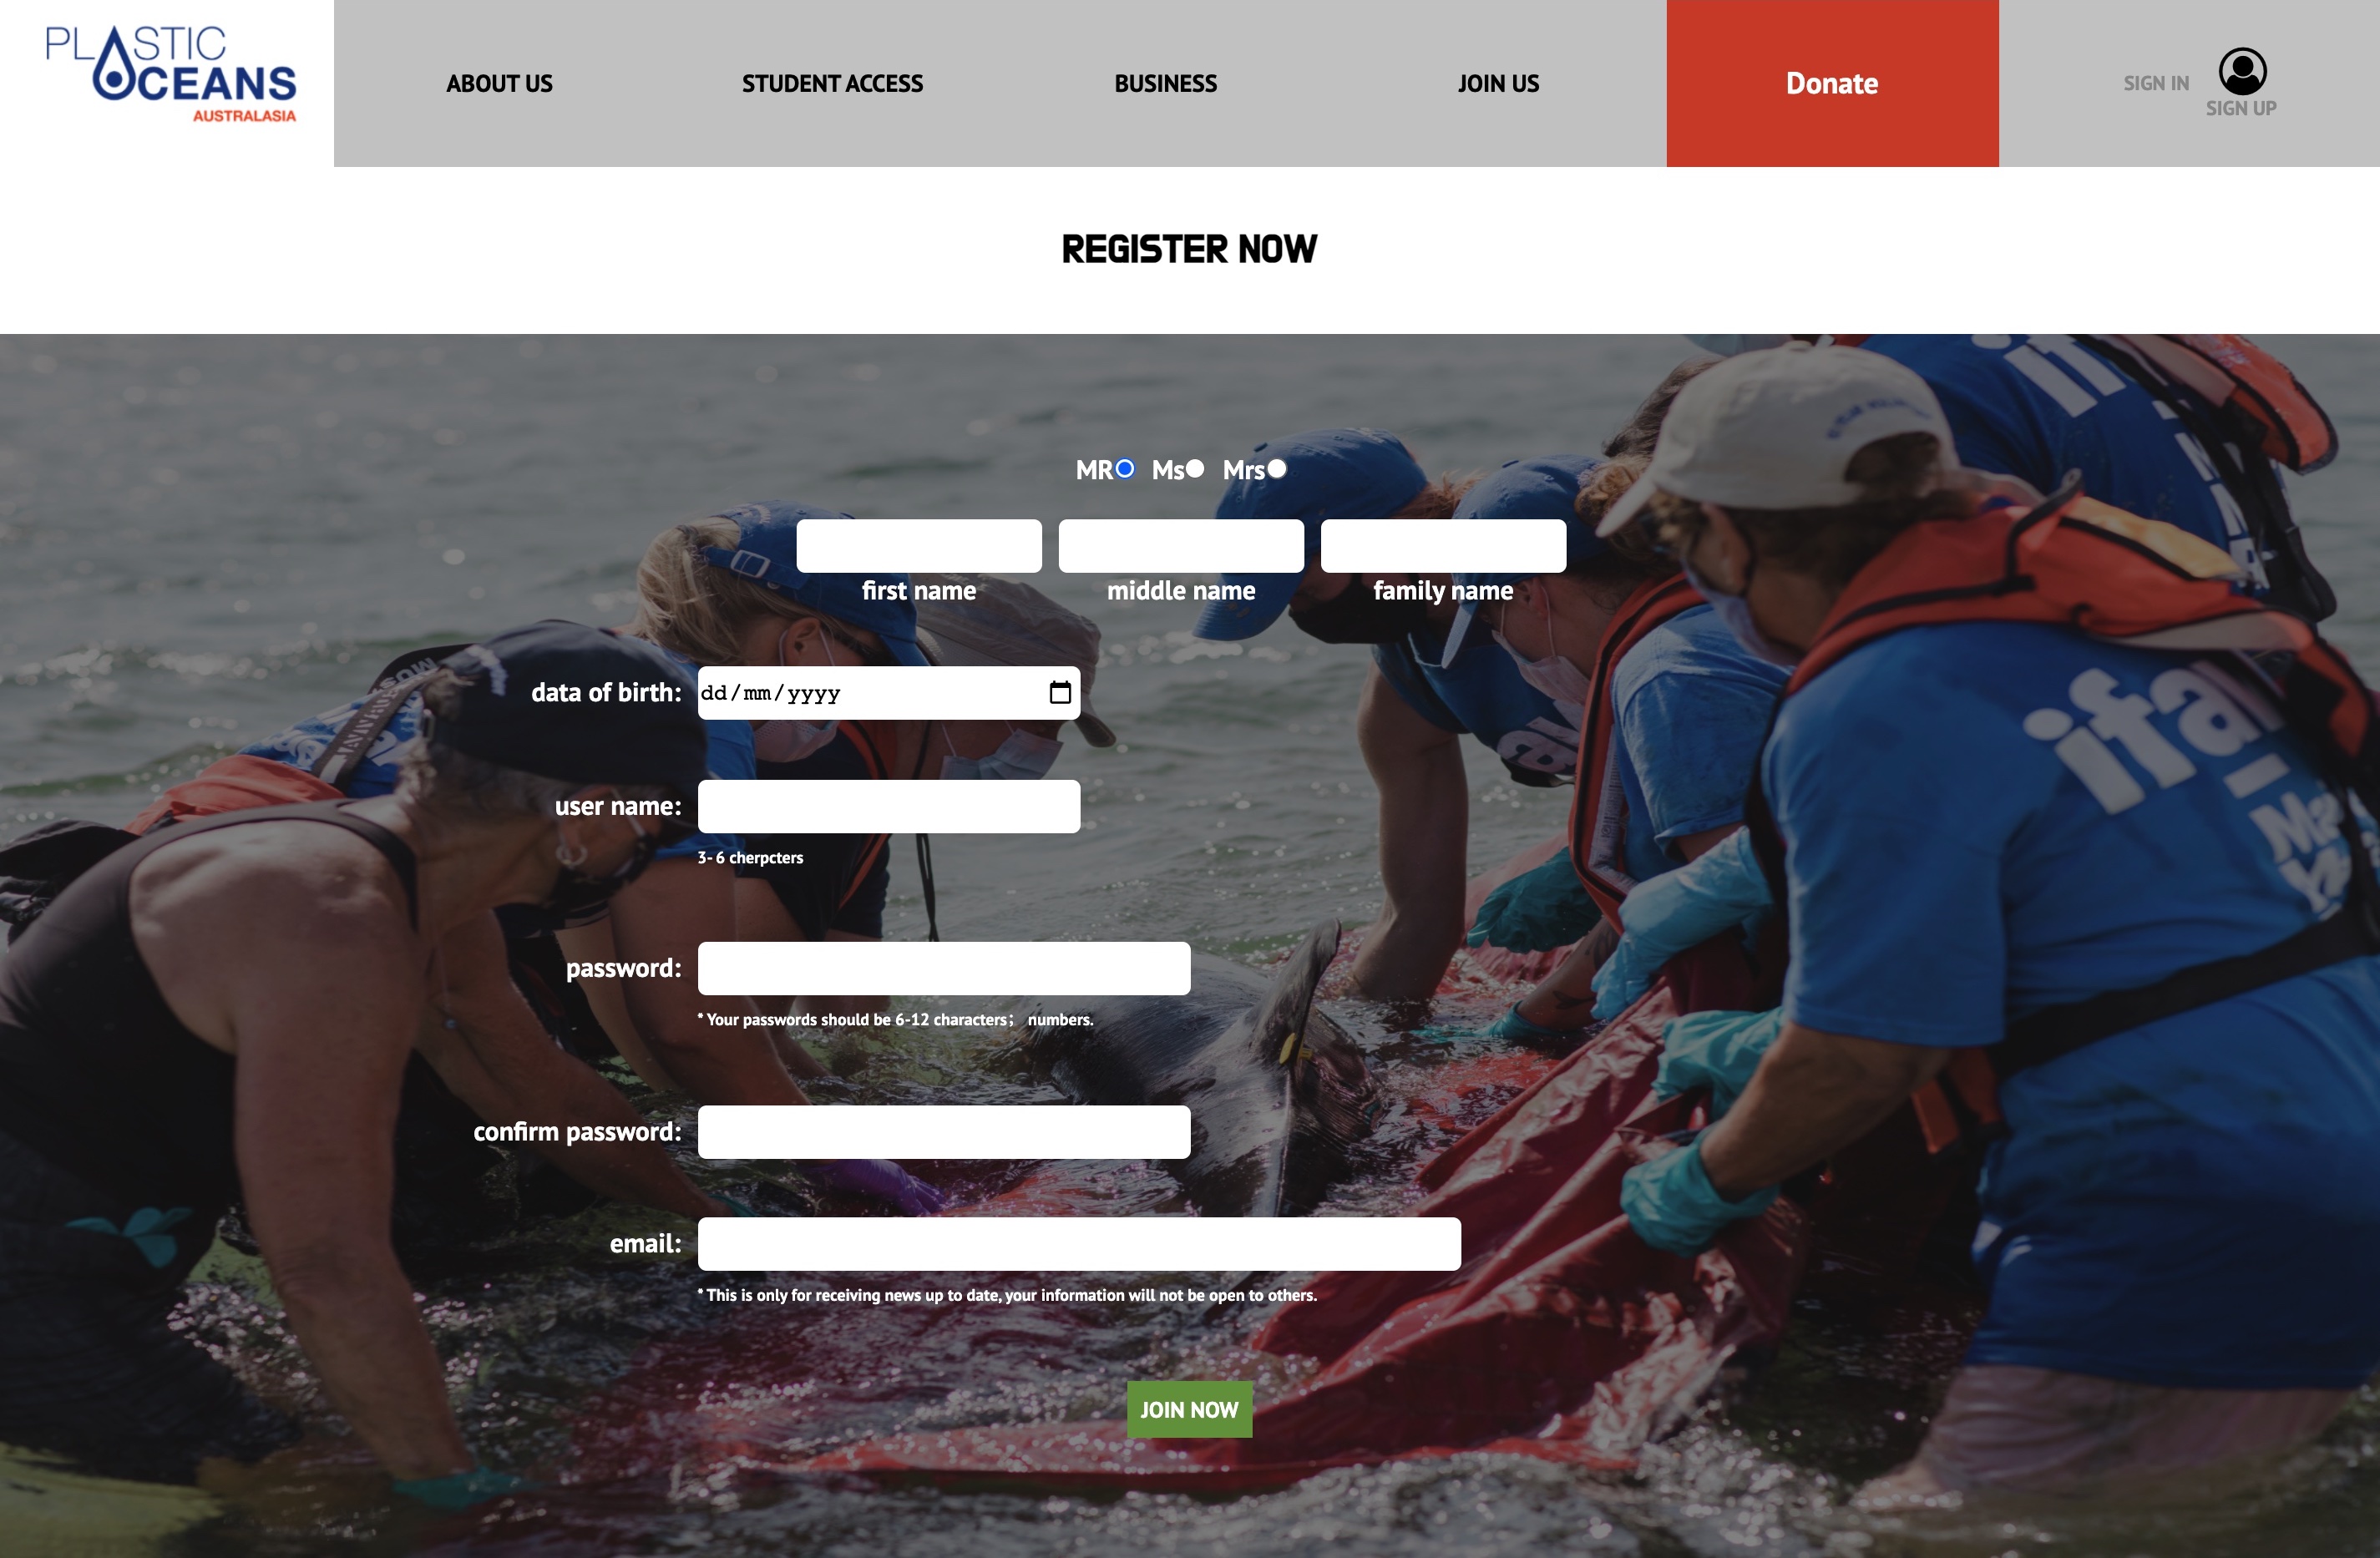 PLASTIC
OCEANS
AUSTRALASIA
ABOUT US
STUDENT ACCESS
BUSINESS
JOIN US
Donate
SIGN IN
SIGN UP
REGISTER NOW
MR Ms Mrs
first name middle name family name
data of birth: dd/mm/yyyy
user name:
3- 6 cherpcters
password:
* Your passwords should be 6-12 characters； numbers.
confirm password:
email:
* This is only for receiving news up to date, your information will not be open to others.
JOIN NOW